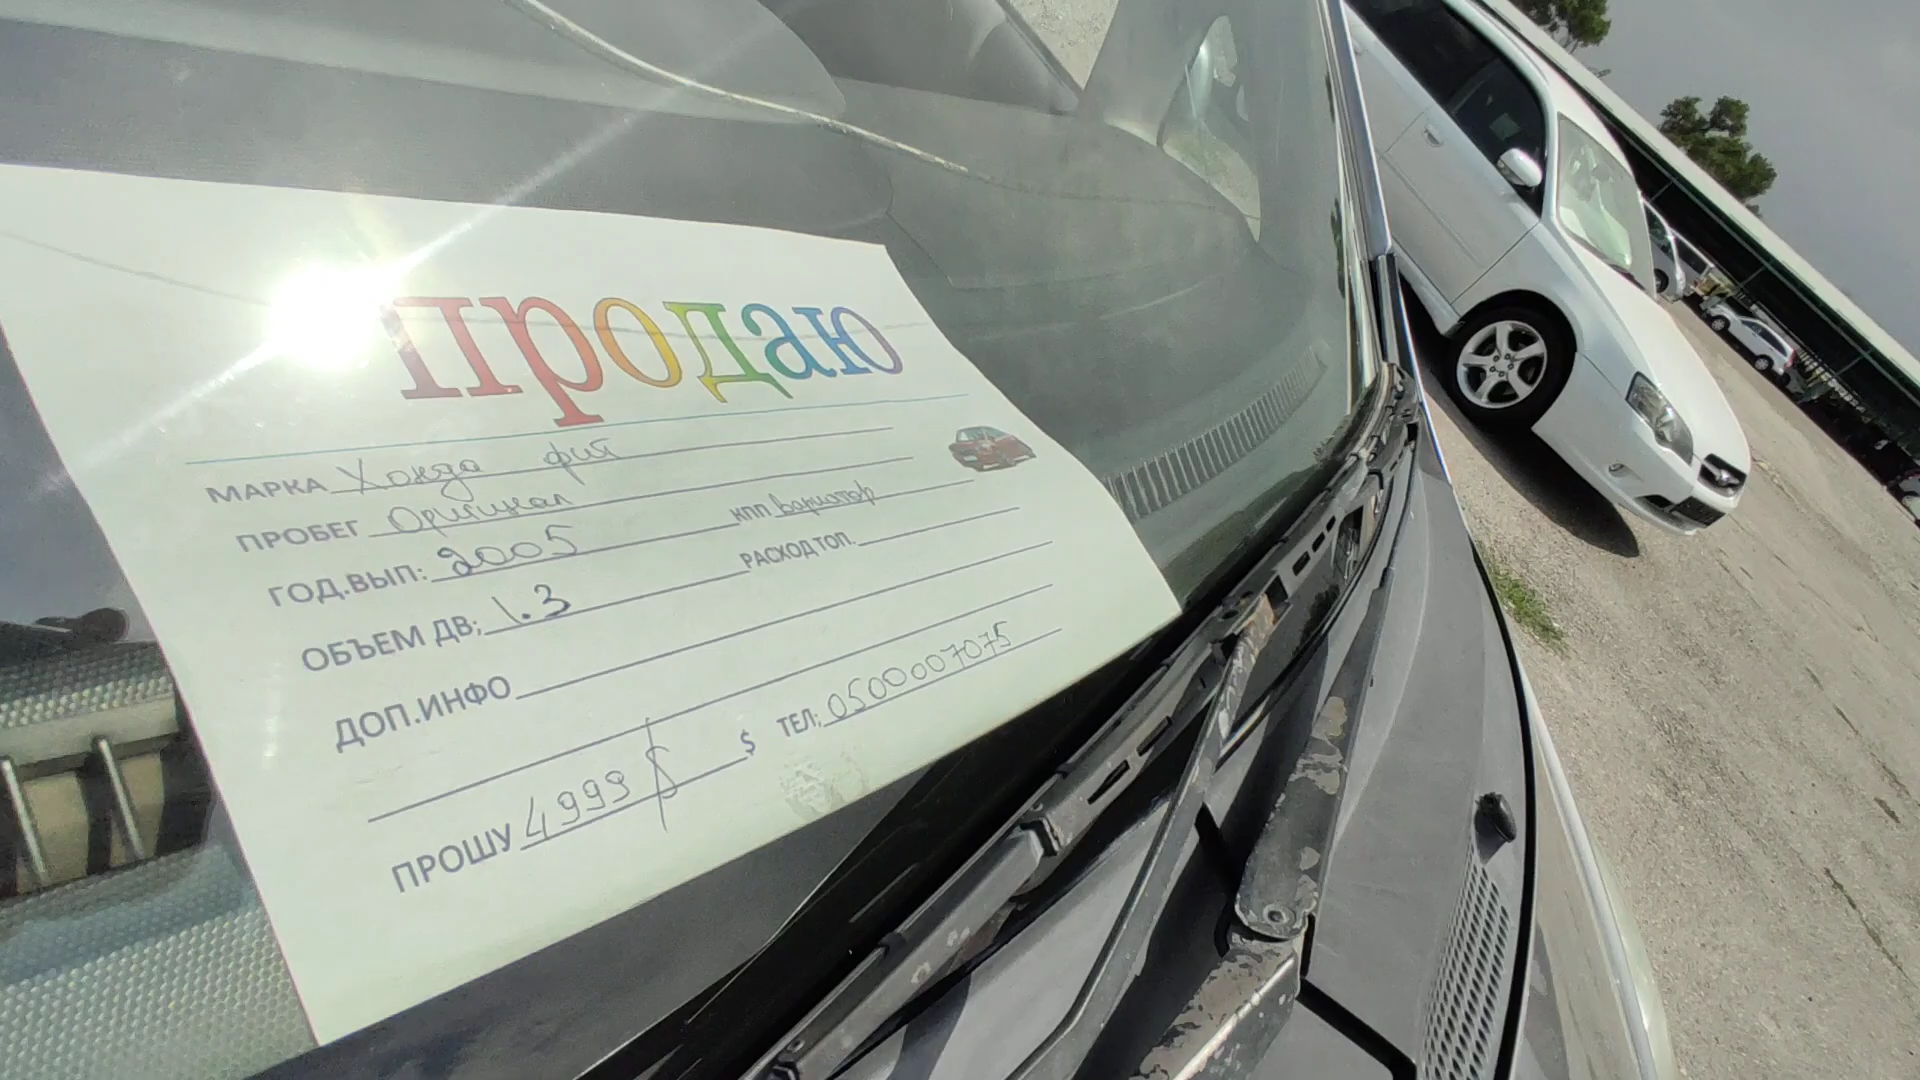 продаю
МАРКА Хонда фит
ПРОБЕГ Оригинал
ГОД.ВЫП: 2005 КПП вариатор
ОБЪЕМ ДВ; 1.3 РАСХОД ТОП.
ДОП.ИНФО
ПРОШУ 4999 $ $ ТЕЛ; 0500007075